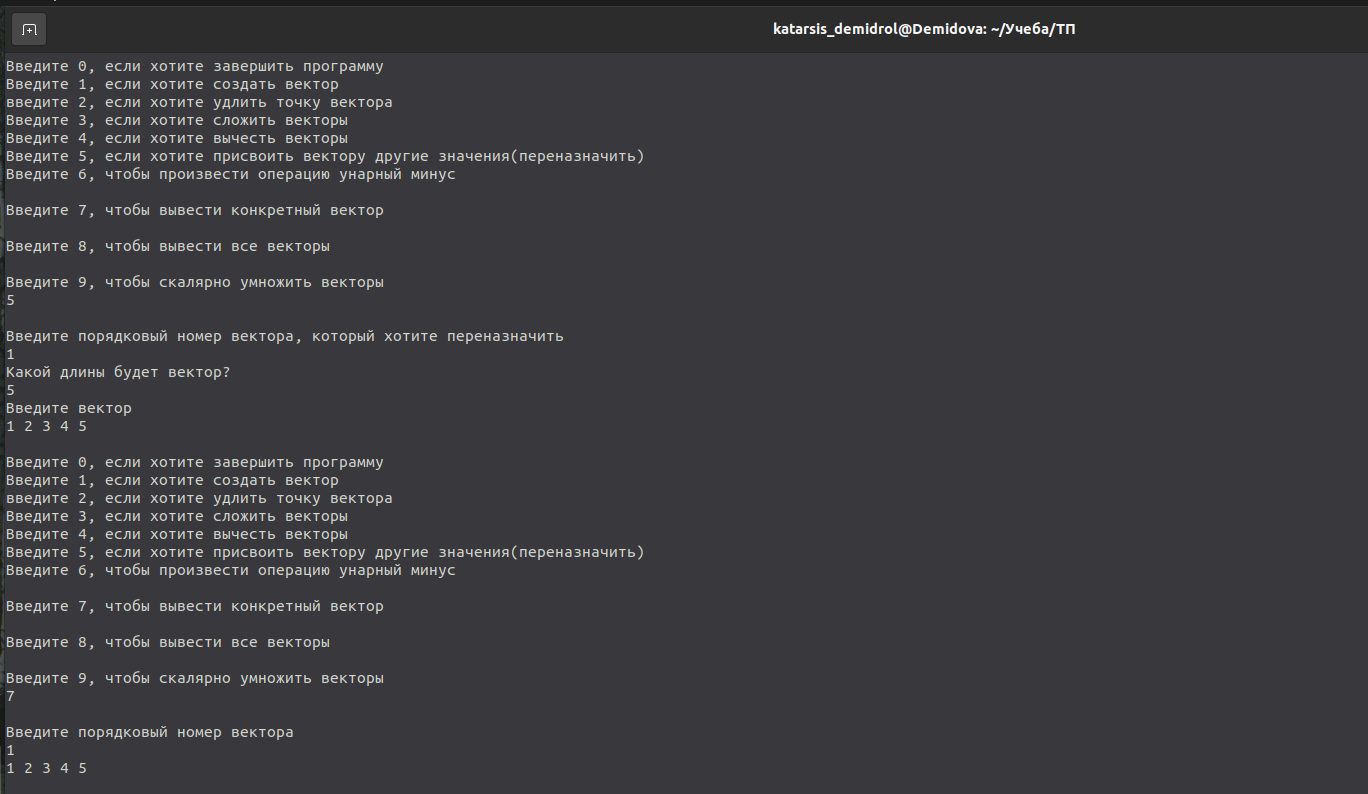 katarsis_demidrol@Demidova: ~/Учеба/ТП
Введите 0, если хотите завершить программу
Введите 1, если хотите создать вектор
введите 2, если хотите удлить точку вектора
Введите 3, если хотите сложить векторы
Введите 4, если хотите вычесть векторы
Введите 5, если хотите присвоить вектору другие значения(переназначить)
Введите 6, чтобы произвести операцию унарный минус
Введите 7, чтобы вывести конкретный вектор
Введите 8, чтобы вывести все векторы
Введите 9, чтобы скалярно умножить векторы
5
Введите порядковый номер вектора, который хотите переназначить
1
Какой длины будет вектор?
5
Введите вектор
1 2 3 4 5
Введите 0, если хотите завершить программу
Введите 1, если хотите создать вектор
введите 2, если хотите удлить точку вектора
Введите 3, если хотите сложить векторы
Введите 4, если хотите вычесть векторы
Введите 5, если хотите присвоить вектору другие значения(переназначить)
Введите 6, чтобы произвести операцию унарный минус
Введите 7, чтобы вывести конкретный вектор
Введите 8, чтобы вывести все векторы
Введите 9, чтобы скалярно умножить векторы
7
Введите порядковый номер вектора
1
1 2 3 4 5